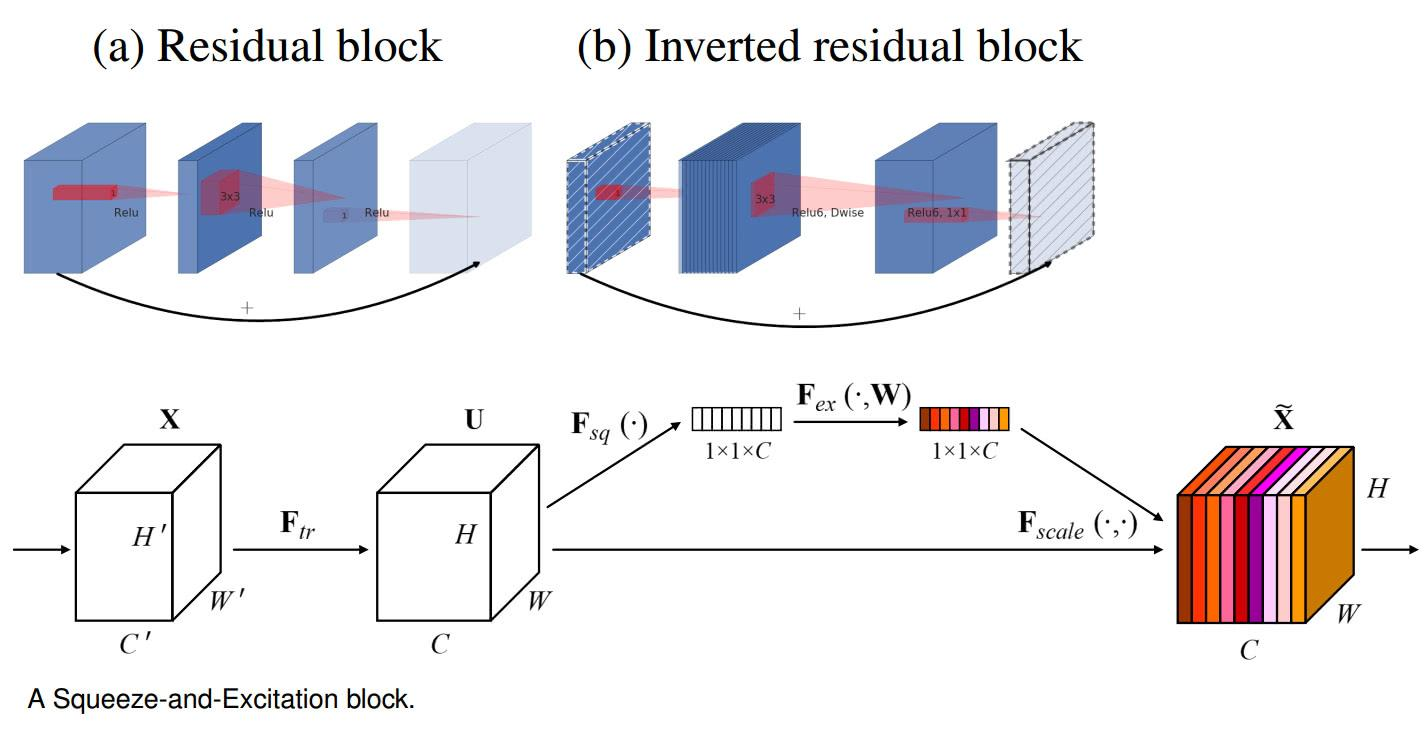 (a) Residual block
(b) Inverted residual block
1
Relu
3x3
Relu
1
Relu
+
3x3
Relu6, Dwise
Relu6, 1x1
+
X
H′
W′
C′
F_tr
U
H
W
C
F_sq (·)
1×1×C
F_ex (·,W)
1×1×C
F_scale (·,·)
X̃
H
W
C
A Squeeze-and-Excitation block.